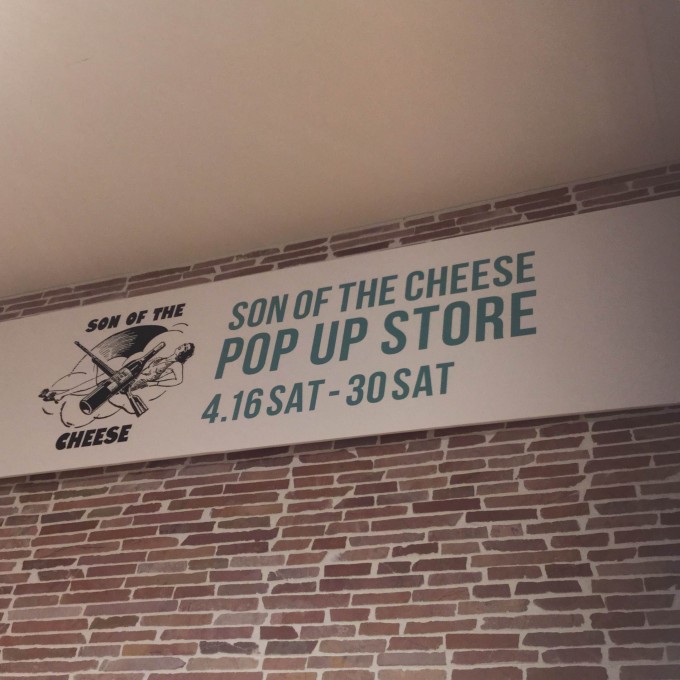 SON OF THE
CHEESE
SON OF THE CHEESE
POP UP STORE
4.16 SAT - 30 SAT